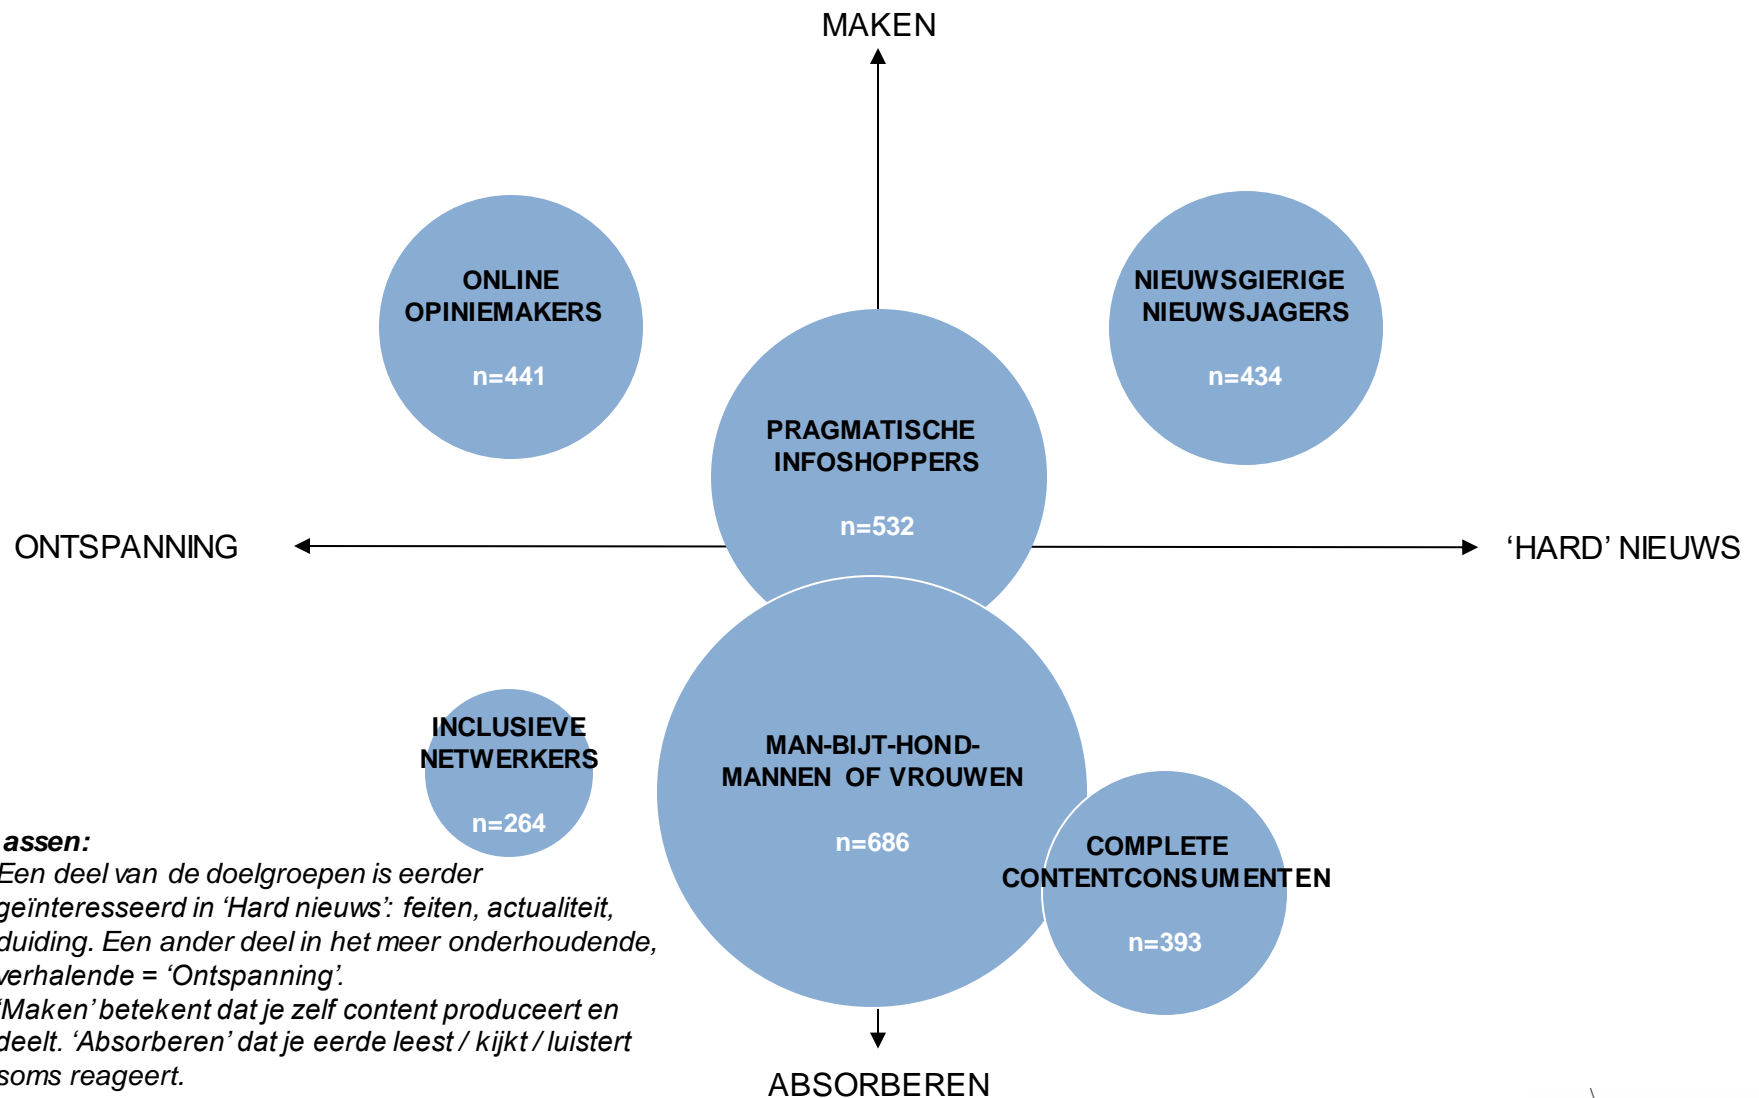 MAKEN
ONLINE
OPINIEMAKERS
n=441
NIEUWSGIERIGE
NIEUWSJAGERS
n=434
PRAGMATISCHE
INFOSHOPPERS
n=532
ONTSPANNING
‘HARD’ NIEUWS
INCLUSIEVE
NETWERKERS
n=264
MAN-BIJT-HOND-
MANNEN OF VROUWEN
n=686
COMPLETE
CONTENTCONSUMENTEN
n=393
assen:
Een deel van de doelgroepen is eerder
geïnteresseerd in ‘Hard nieuws’: feiten, actualiteit,
duiding. Een ander deel in het meer onderhoudende,
verhalende = ‘Ontspanning’.
‘Maken’ betekent dat je zelf content produceert en
deelt. ‘Absorberen’ dat je eerde leest / kijkt / luistert
soms reageert.
ABSORBEREN